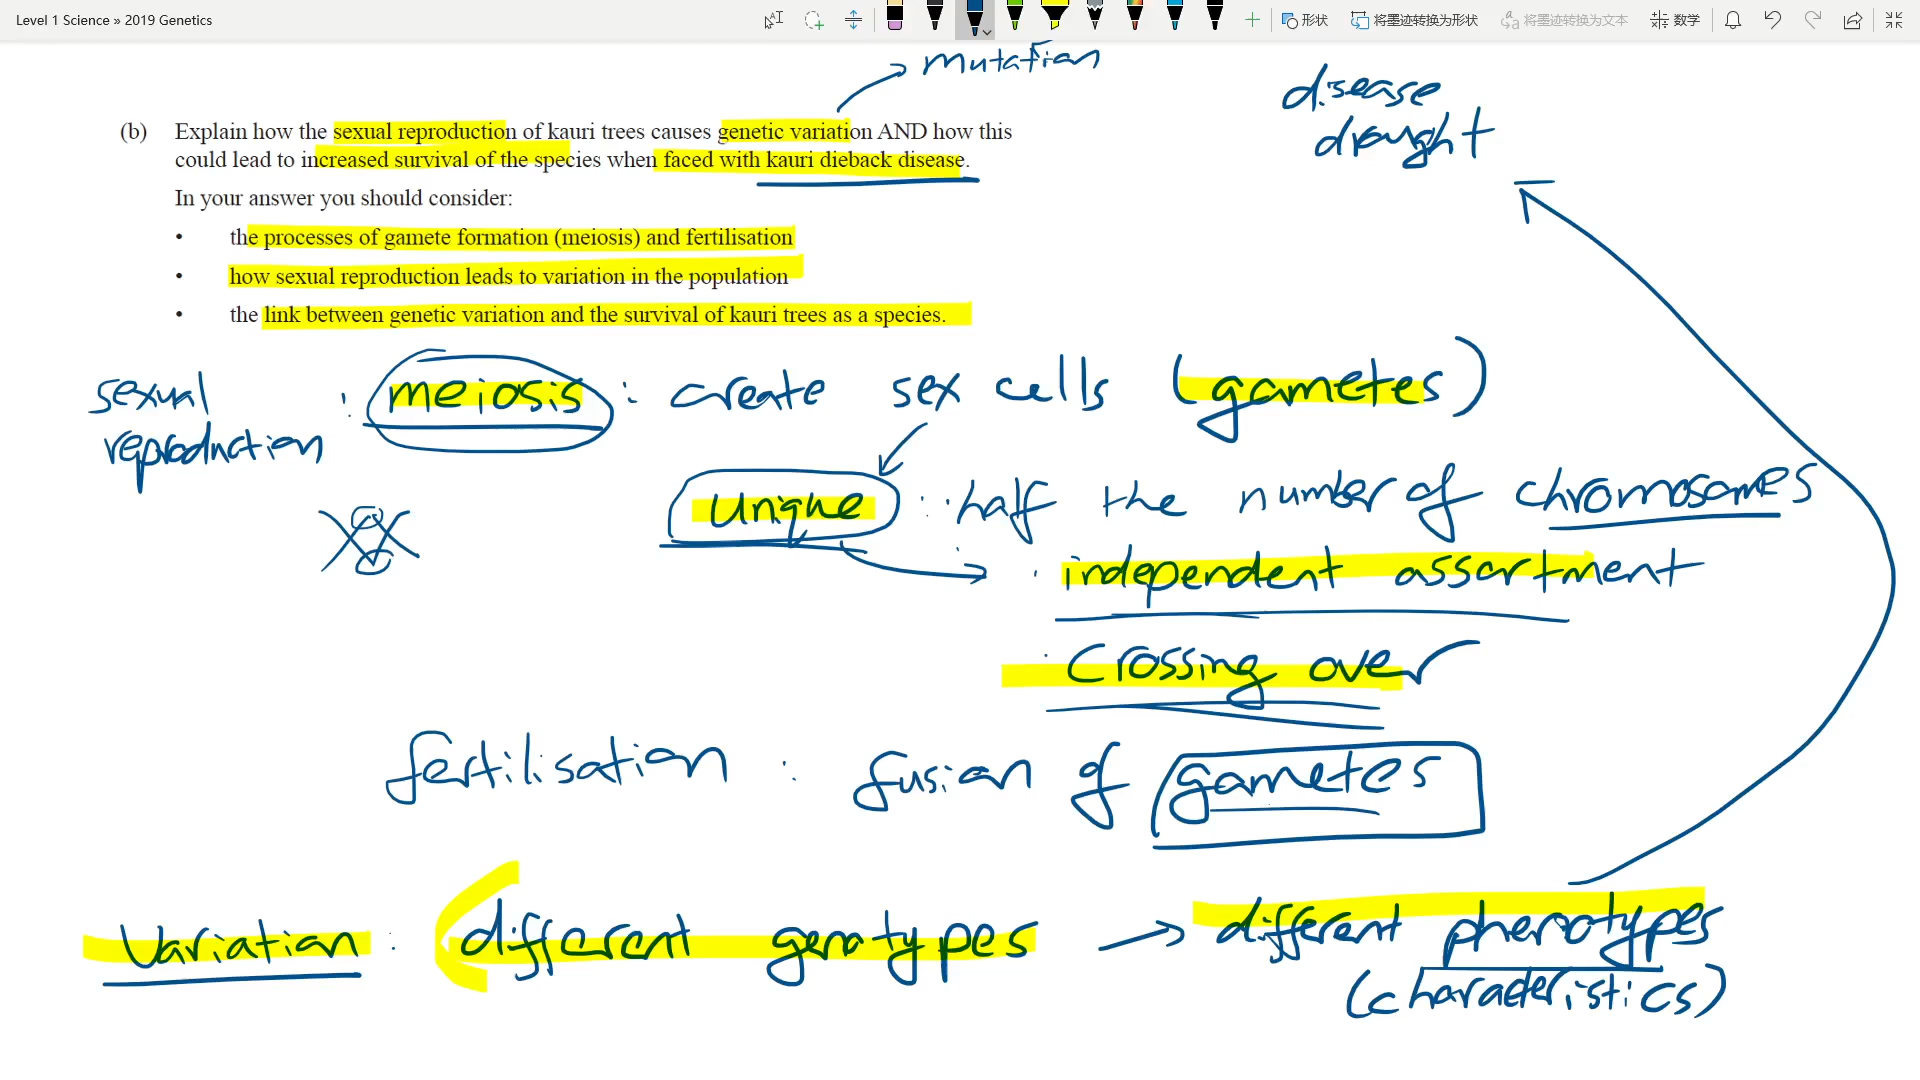 Level 1 Science » 2019 Genetics
形状 将墨迹转换为形状 将墨迹转换为文本 数学
mutation
disease
drought
(b) Explain how the sexual reproduction of kauri trees causes genetic variation AND how this
could lead to increased survival of the species when faced with kauri dieback disease.
In your answer you should consider:
• the processes of gamete formation (meiosis) and fertilisation
• how sexual reproduction leads to variation in the population
• the link between genetic variation and the survival of kauri trees as a species.
sexual reproduction : meiosis : create sex cells (gametes)
unique : half the number of chromosomes
· independent assortment
· crossing over
fertilisation : fusion of gametes
Variation : different genotypes → different phenotypes
(characteristics)